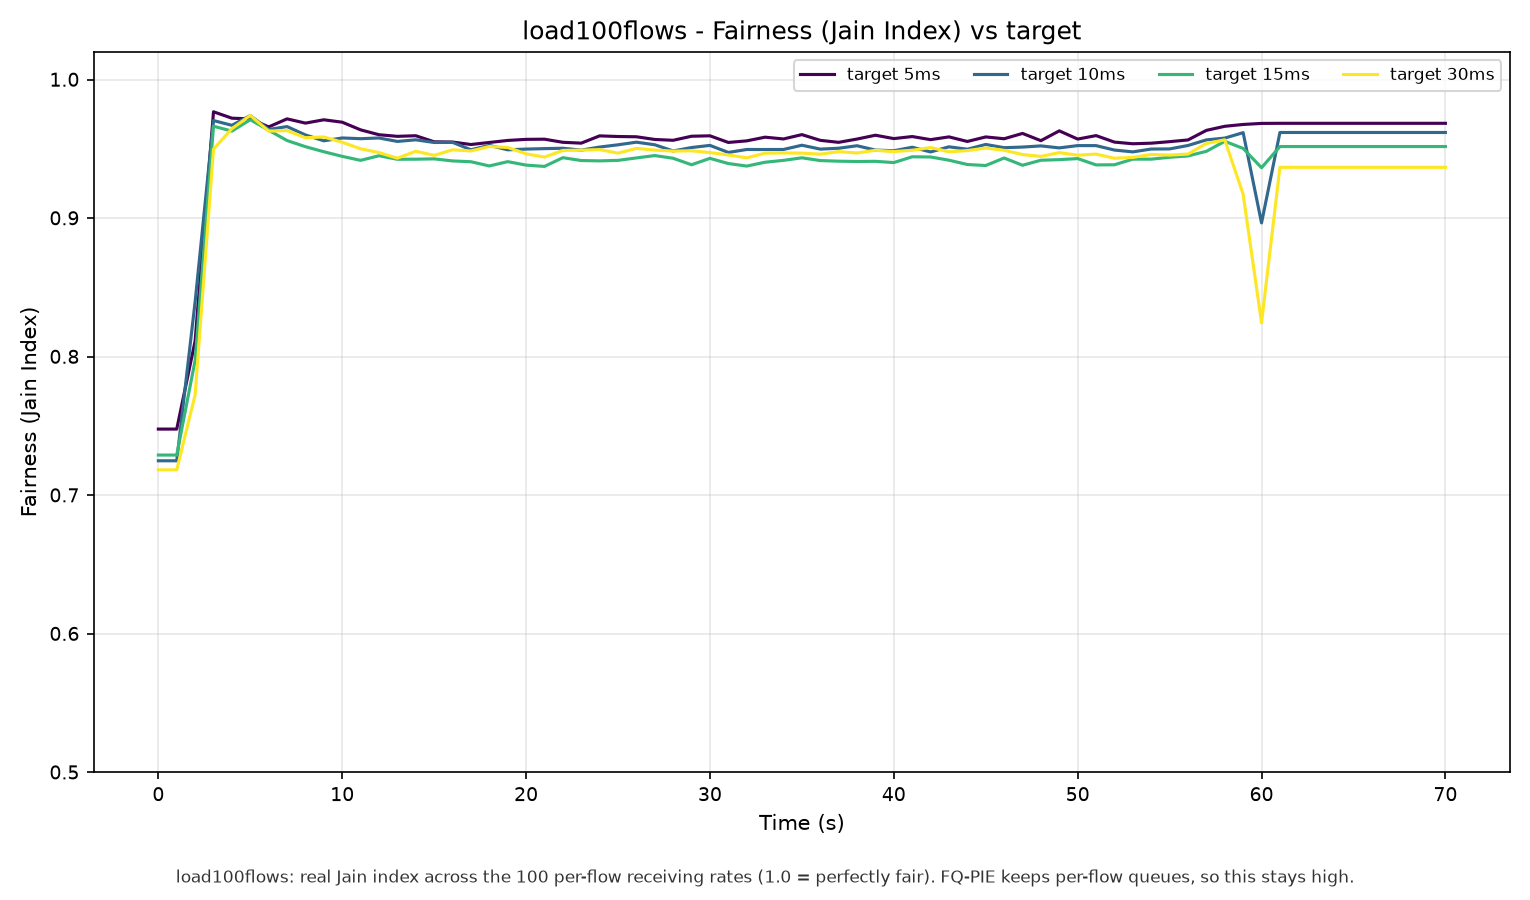 load100flows - Fairness (Jain Index) vs target
target 5ms target 10ms target 15ms target 30ms
Fairness (Jain Index)
1.0
0.9
0.8
0.7
0.6
0.5
0 10 20 30 40 50 60 70
Time (s)
load100flows: real Jain index across the 100 per-flow receiving rates (1.0 = perfectly fair). FQ-PIE keeps per-flow queues, so this stays high.